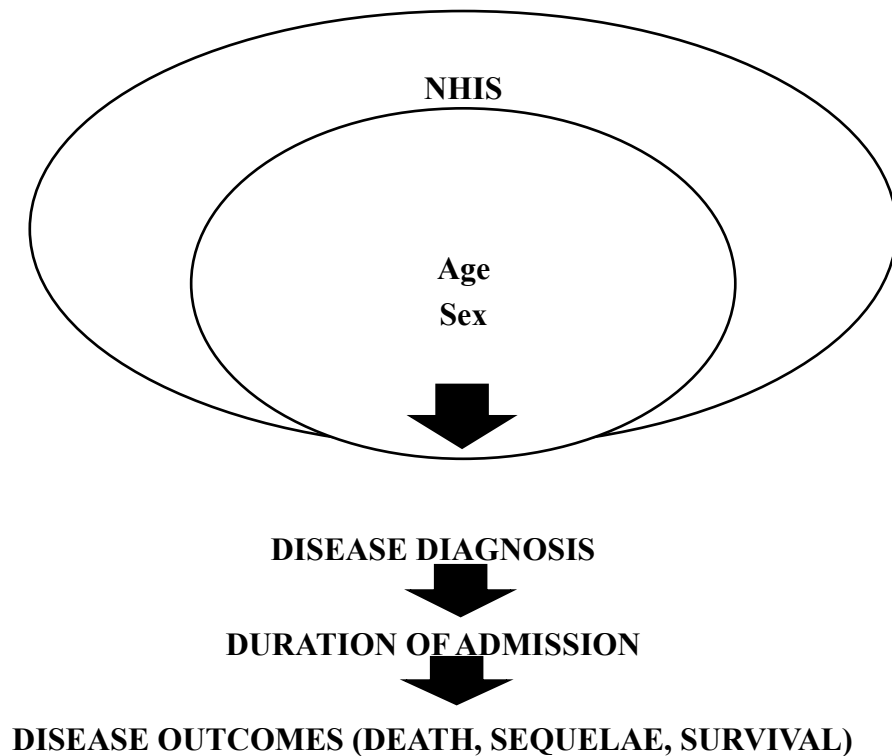 NHIS
Age
Sex
DISEASE DIAGNOSIS
DURATION OF ADMISSION
DISEASE OUTCOMES (DEATH, SEQUELAE, SURVIVAL)